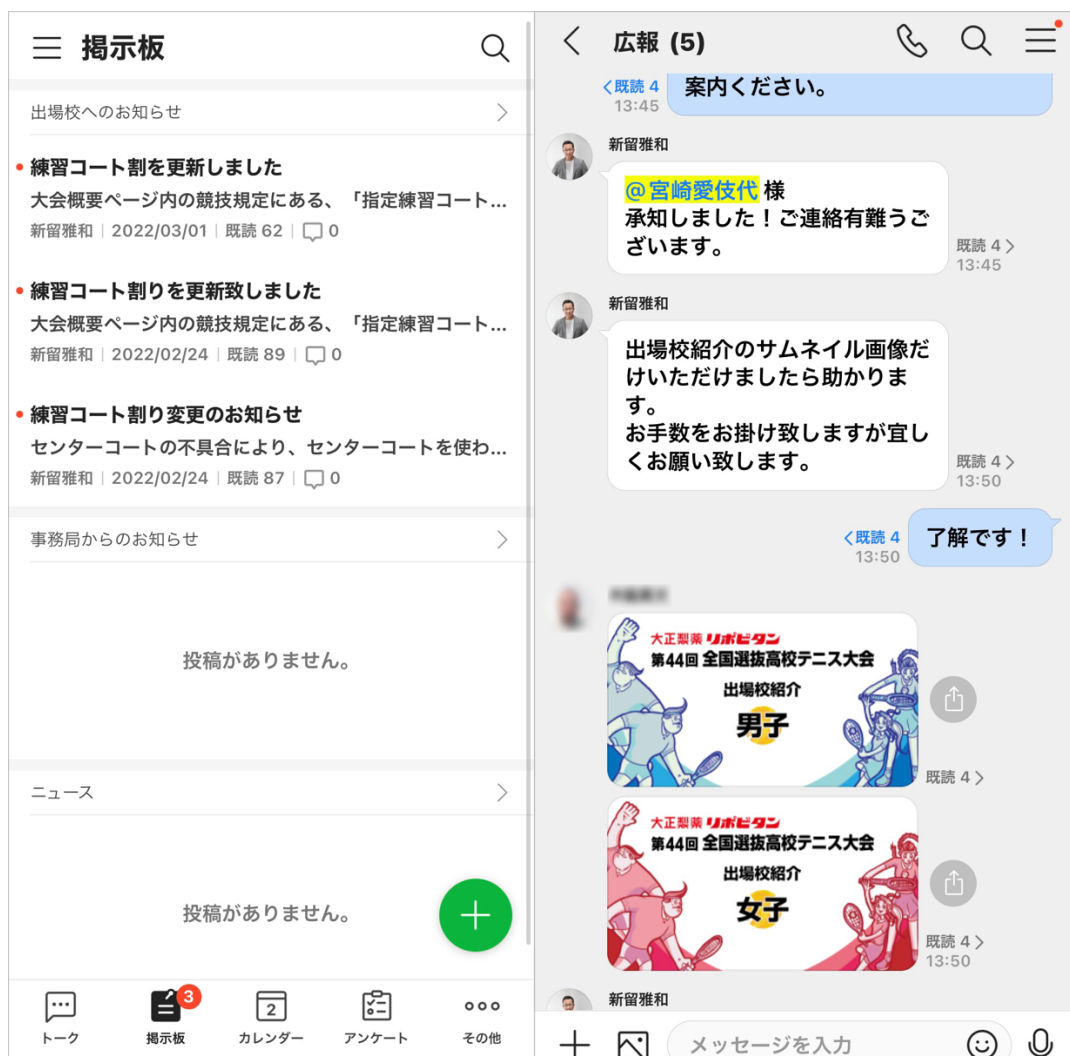 掲示板
出場校へのお知らせ
練習コート割を更新しました
大会概要ページ内の競技規定にある、「指定練習コート...
新留雅和 2022/03/01 既読 62 0
練習コート割りを更新致しました
大会概要ページ内の競技規定にある、「指定練習コート...
新留雅和 2022/02/24 既読 89 0
練習コート割り変更のお知らせ
センターコートの不具合により、センターコートを使わ...
新留雅和 2022/02/24 既読 87 0
事務局からのお知らせ
投稿がありません。
ニュース
投稿がありません。
3
2
トーク 掲示板 カレンダー アンケート その他
広報 (5)
案内ください。
既読 4
13:45
新留雅和
@宮崎愛伎代 様
承知しました！ご連絡有難うご
ざいます。
既読 4
13:45
新留雅和
出場校紹介のサムネイル画像だ
けいただけましたら助かりま
す。
お手数をお掛け致しますが宜し
くお願い致します。
既読 4
13:50
了解です！
既読 4
13:50
大正製薬 リポビタン
第44回 全国選抜高校テニス大会
出場校紹介
男子
既読 4
大正製薬 リポビタン
第44回 全国選抜高校テニス大会
出場校紹介
女子
既読 4
13:50
新留雅和
メッセージを入力